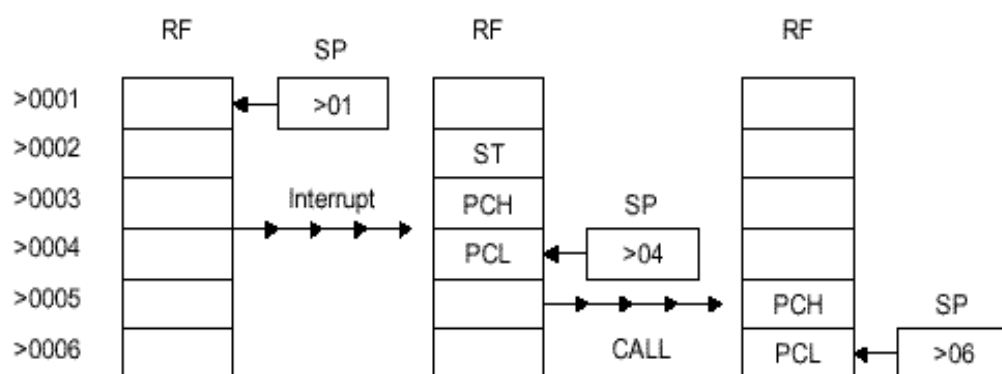 RF RF RF
SP
>0001 >01
>0002 ST
>0003 Interrupt PCH SP
>0004 PCL >04
>0005 PCH SP
>0006 CALL PCL >06